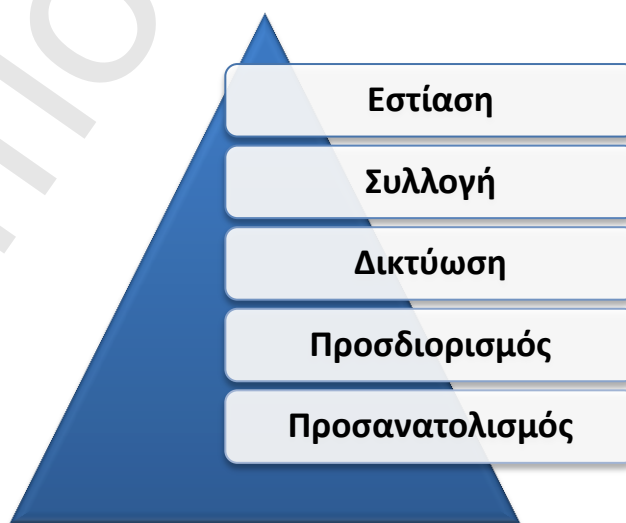 Εστίαση
Συλλογή
Δικτύωση
Προσδιορισμός
Προσανατολισμός